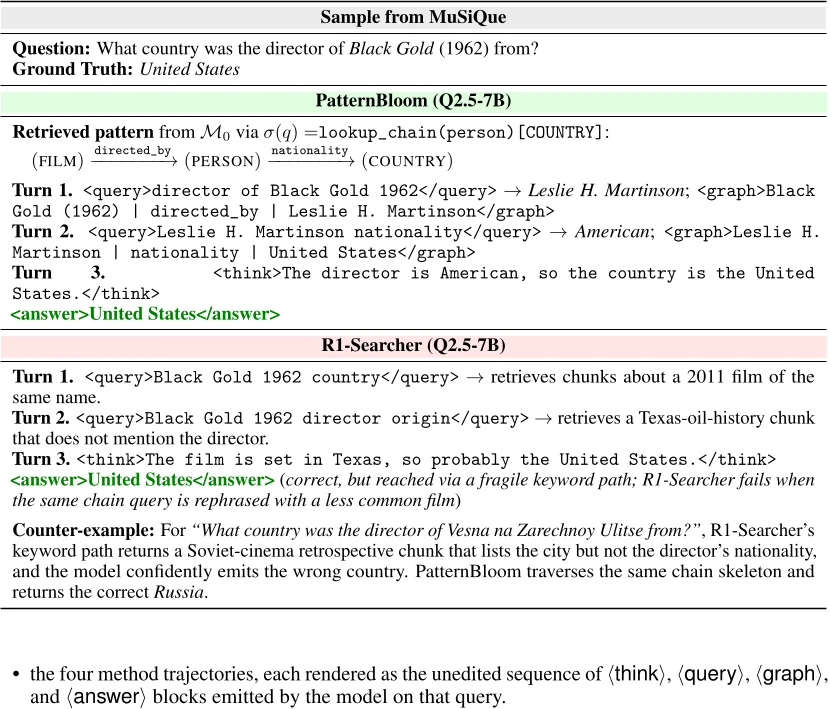 Sample from MuSiQue
Question: What country was the director of Black Gold (1962) from?
Ground Truth: United States
PatternBloom (Q2.5-7B)
Retrieved pattern from M₀ via σ(q) =lookup_chain(person)[COUNTRY]:
(FILM) —directed_by→ (PERSON) —nationality→ (COUNTRY)
Turn 1. <query>director of Black Gold 1962</query> → Leslie H. Martinson; <graph>Black
Gold (1962) | directed_by | Leslie H. Martinson</graph>
Turn 2. <query>Leslie H. Martinson nationality</query> → American; <graph>Leslie H.
Martinson | nationality | United States</graph>
Turn 3. <think>The director is American, so the country is the United
States.</think>
<answer>United States</answer>
R1-Searcher (Q2.5-7B)
Turn 1. <query>Black Gold 1962 country</query> → retrieves chunks about a 2011 film of the
same name.
Turn 2. <query>Black Gold 1962 director origin</query> → retrieves a Texas-oil-history chunk
that does not mention the director.
Turn 3. <think>The film is set in Texas, so probably the United States.</think>
<answer>United States</answer> (correct, but reached via a fragile keyword path; R1-Searcher fails when
the same chain query is rephrased with a less common film)
Counter-example: For “What country was the director of Vesna na Zarechnoy Ulitse from?”, R1-Searcher’s
keyword path returns a Soviet-cinema retrospective chunk that lists the city but not the director’s nationality,
and the model confidently emits the wrong country. PatternBloom traverses the same chain skeleton and
returns the correct Russia.
• the four method trajectories, each rendered as the unedited sequence of ⟨think⟩, ⟨query⟩, ⟨graph⟩,
and ⟨answer⟩ blocks emitted by the model on that query.